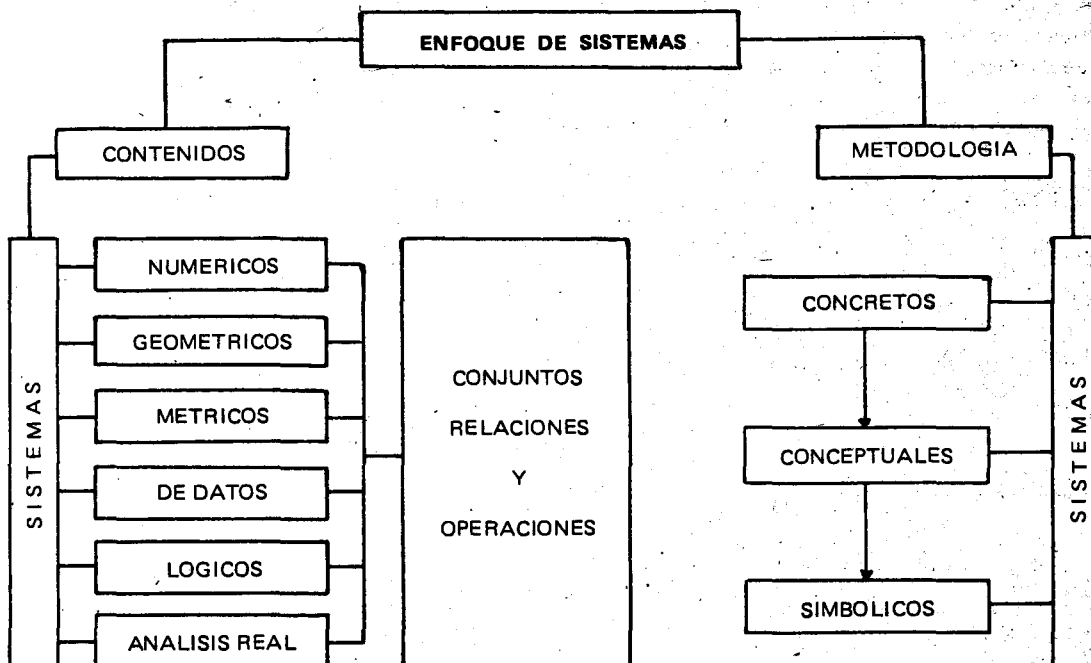 ENFOQUE DE SISTEMAS
CONTENIDOS
METODOLOGIA
SISTEMAS
NUMERICOS
GEOMETRICOS
METRICOS
DE DATOS
LOGICOS
ANALISIS REAL
CONJUNTOS
RELACIONES
Y
OPERACIONES
CONCRETOS
CONCEPTUALES
SIMBOLICOS
SISTEMAS